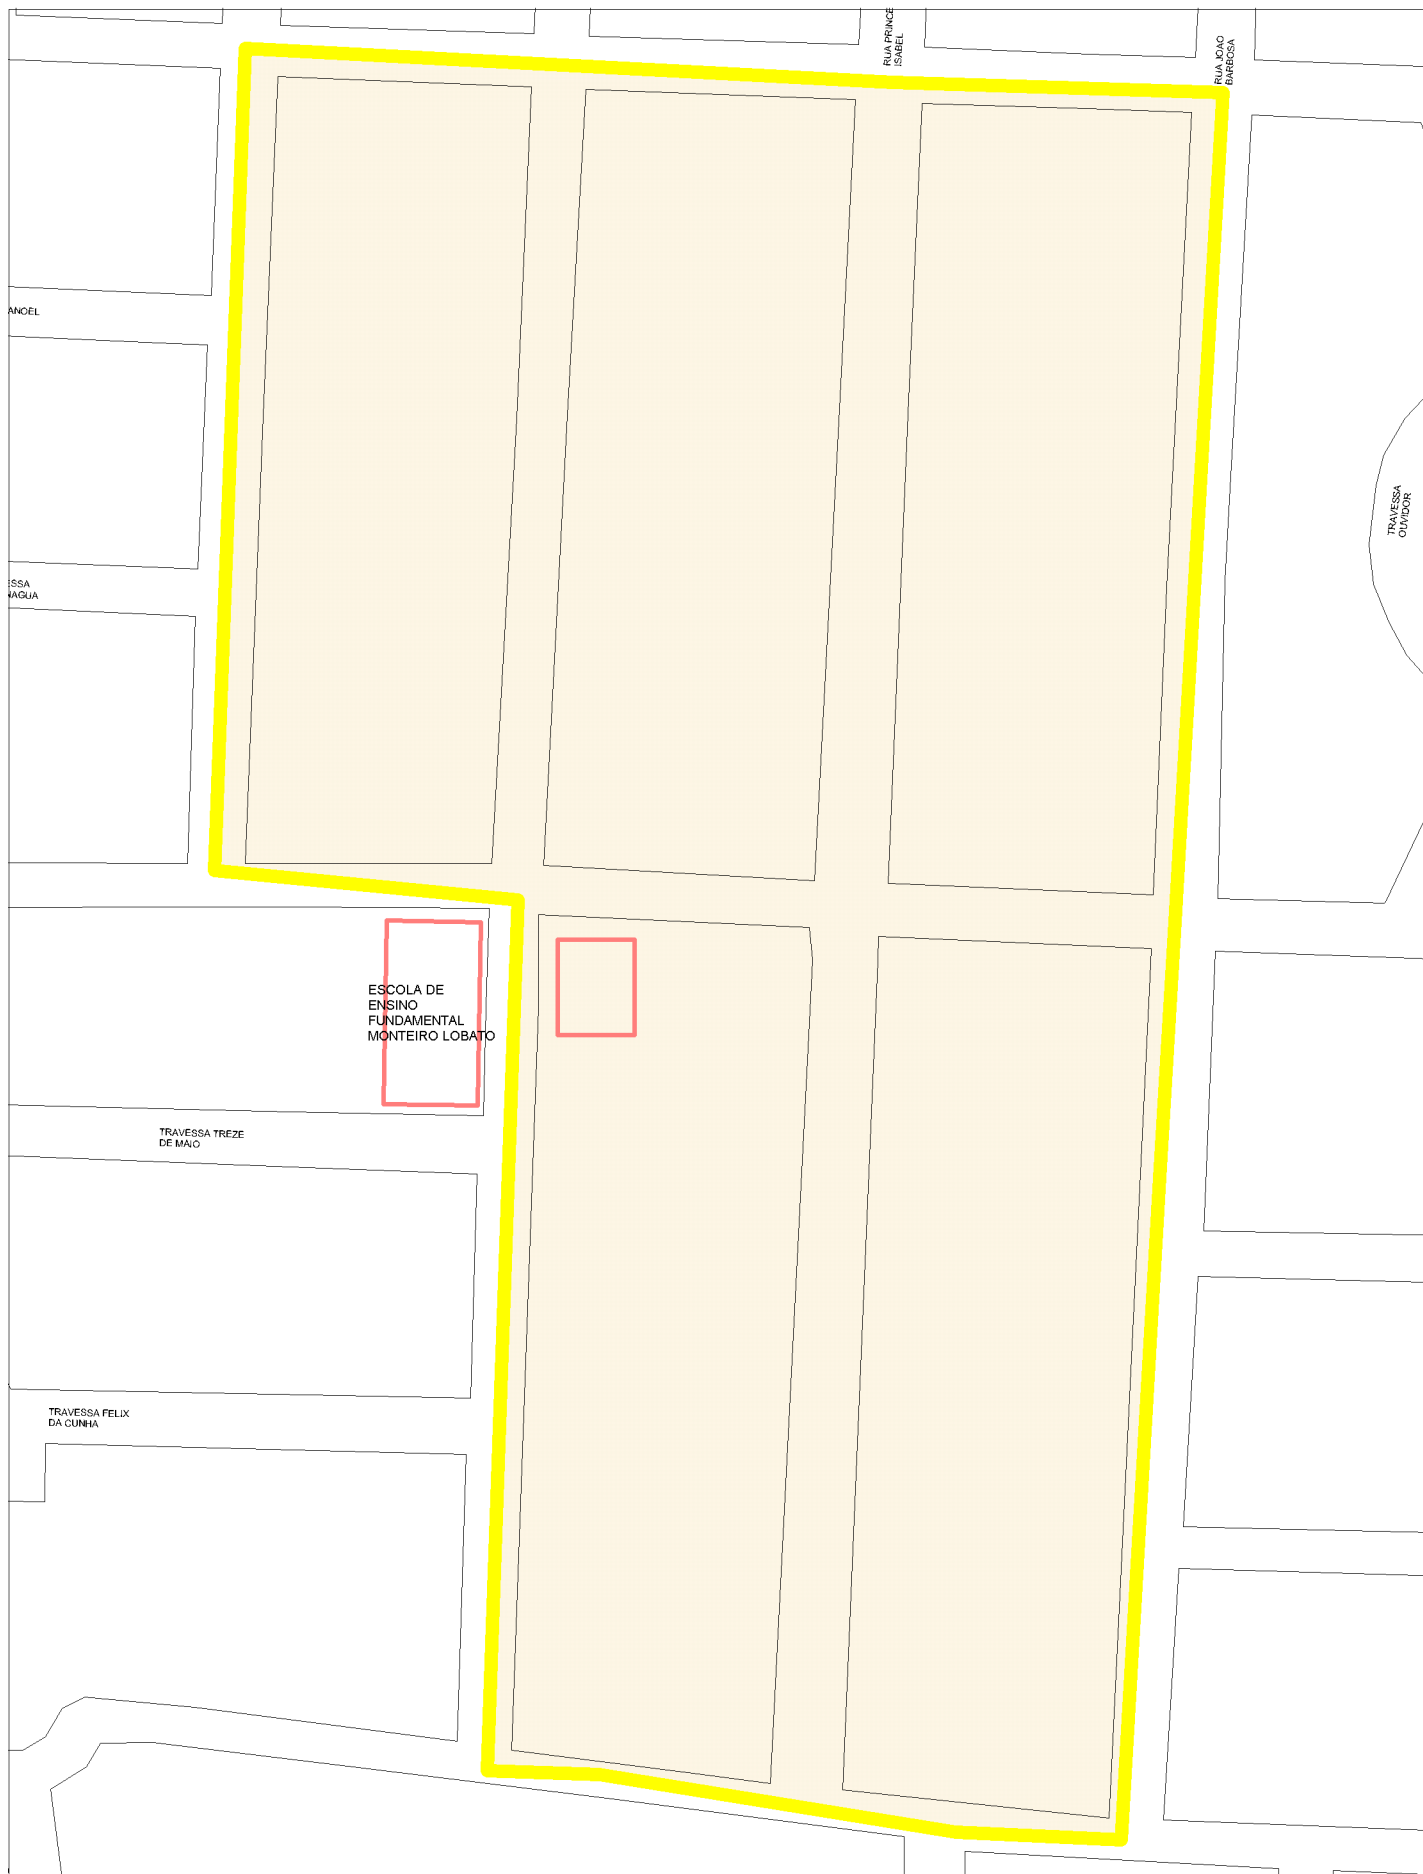 RUA PRINCE
ISABEL
RUA JOAO
BARBOSA
ANOEL
TRAVESSA
OUVIDOR
ESSA
NAGUA
ESCOLA DE
ENSINO
FUNDAMENTAL
MONTEIRO LOBATO
TRAVESSA TREZE
DE MAIO
TRAVESSA FELIX
DA CUNHA